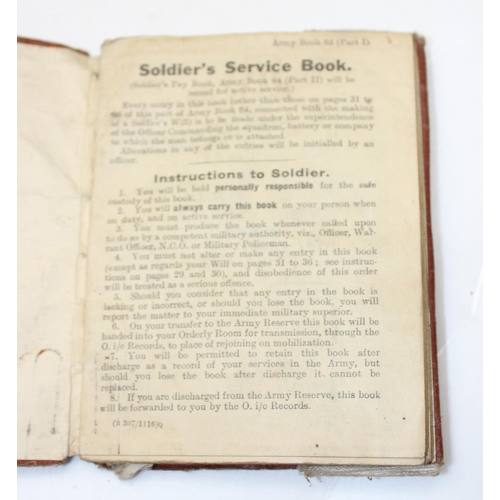 Army Book 64 (Part I)
Soldier's Service Book.
(Soldier's Pay Book, Army Book 64 (Part II) will be
issued for active service.)
Every entry in this book (other than those on pages 31 to
36 of this part of Army Book 64, connected with the making
of a Soldier's Will) is to be made under the superintendence
of the Officer Commanding the squadron, battery or company
to which the man belongs or is attached.
Alterations in any of the entries will be initialled by an
officer.
Instructions to Soldier.
1. You will be held personally responsible for the safe
custody of this book.
2. You will always carry this book on your person when
on duty, and on active service.
3. You must produce the book whenever called upon
to do so by a competent military authority, viz., Officer, War-
rant Officer, N.C.O. or Military Policeman.
4. You must not alter or make any entry in this book
(except as regards your Will on pages 31 to 36; see instruc-
tions on pages 29 and 30), and disobedience of this order
will be treated as a serious offence.
5. Should you consider that any entry in the book is
lacking or incorrect, or should you lose the book, you will
report the matter to your immediate military superior.
6. On your transfer to the Army Reserve this book will be
handed into your Orderly Room for transmission, through the
O. i/c Records, to place of rejoining on mobilization.
7. You will be permitted to retain this book after
discharge as a record of your services in the Army, but
should you lose the book after discharge it cannot be
replaced.
8. If you are discharged from the Army Reserve, this book
will be forwarded to you by the O. i/c Records.